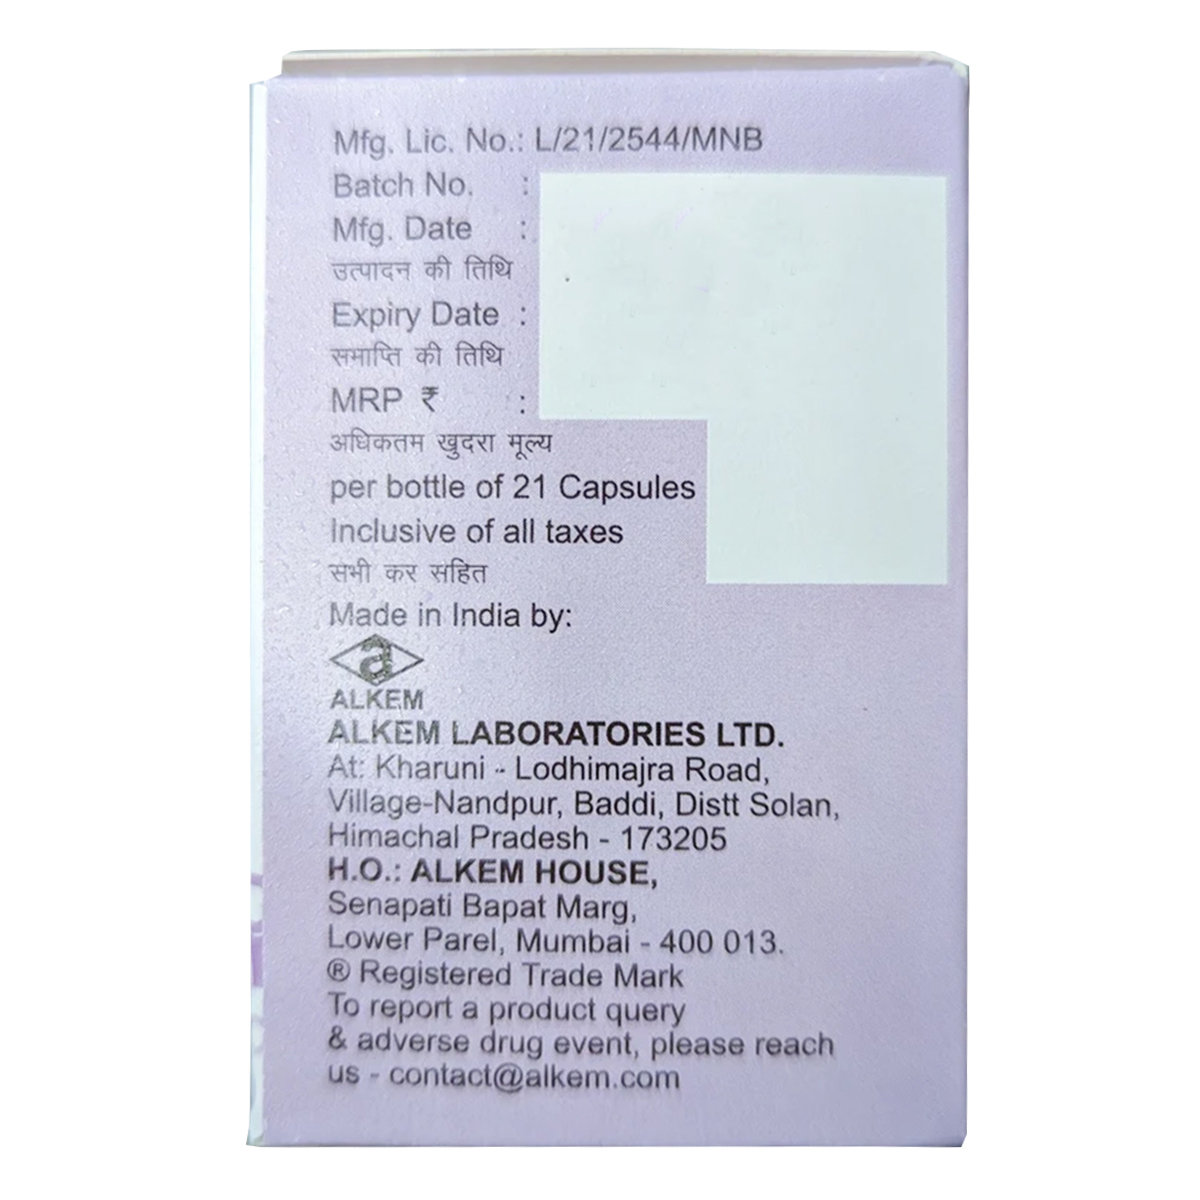 Mfg. Lic. No.: L/21/2544/MNB
Batch No. :
Mfg. Date :
उत्पादन की तिथि
Expiry Date :
समाप्ति की तिथि
MRP ₹ :
अधिकतम खुदरा मूल्य
per bottle of 21 Capsules
Inclusive of all taxes
सभी कर सहित
Made in India by:
a
ALKEM
ALKEM LABORATORIES LTD.
At: Kharuni - Lodhimajra Road,
Village-Nandpur, Baddi, Distt Solan,
Himachal Pradesh - 173205
H.O.: ALKEM HOUSE,
Senapati Bapat Marg,
Lower Parel, Mumbai - 400 013.
® Registered Trade Mark
To report a product query
& adverse drug event, please reach
us - contact@alkem.com